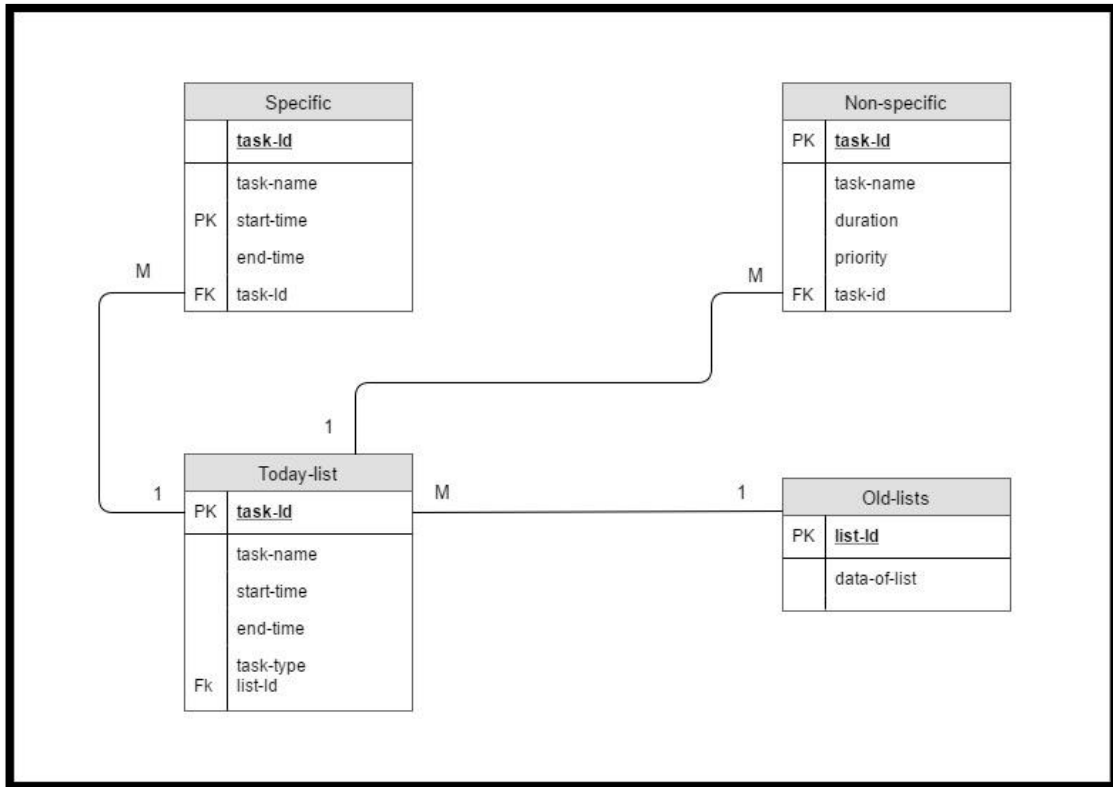 Specific
task-Id
task-name
PK start-time
end-time
FK task-Id
Non-specific
PK task-Id
task-name
duration
priority
FK task-id
M
M
1
1
Today-list
PK task-Id
task-name
start-time
end-time
task-type
Fk list-Id
M
1
Old-lists
PK list-Id
data-of-list